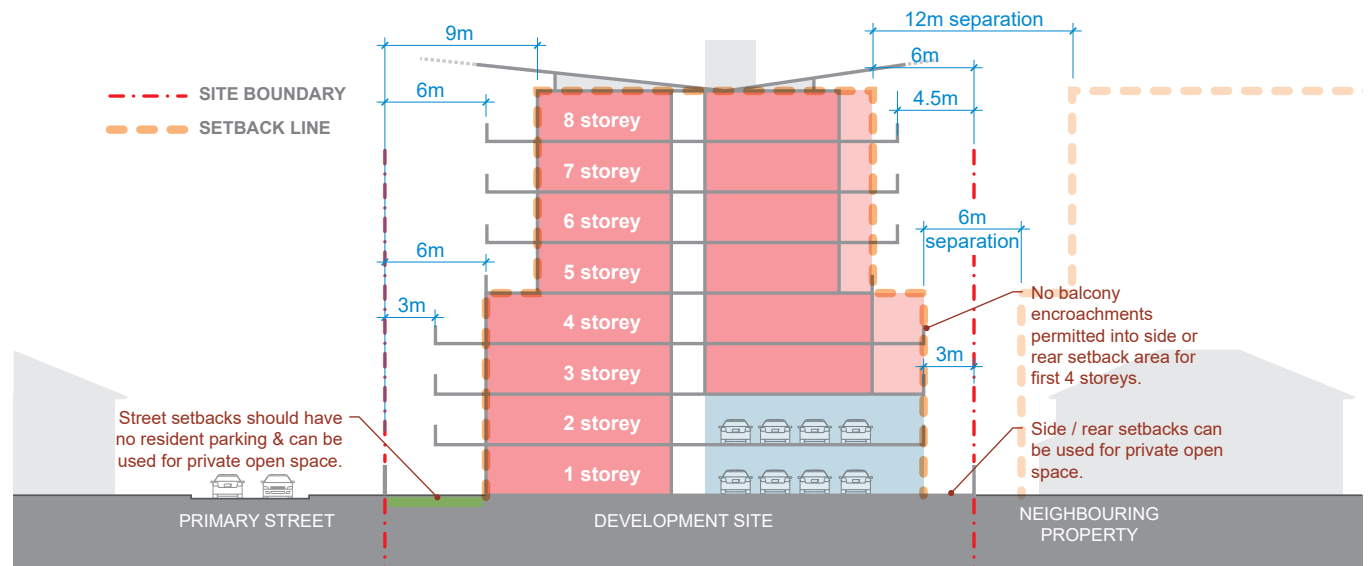 12m separation
9m
6m
6m
4.5m
SITE BOUNDARY
SETBACK LINE
8 storey
7 storey
6 storey
5 storey
4 storey
3 storey
2 storey
1 storey
6m
3m
6m
separation
3m
No balcony
encroachments
permitted into side or
rear setback area for
first 4 storeys.
Street setbacks should have
no resident parking & can be
used for private open space.
Side / rear setbacks can
be used for private open
space.
PRIMARY STREET
DEVELOPMENT SITE
NEIGHBOURING
PROPERTY